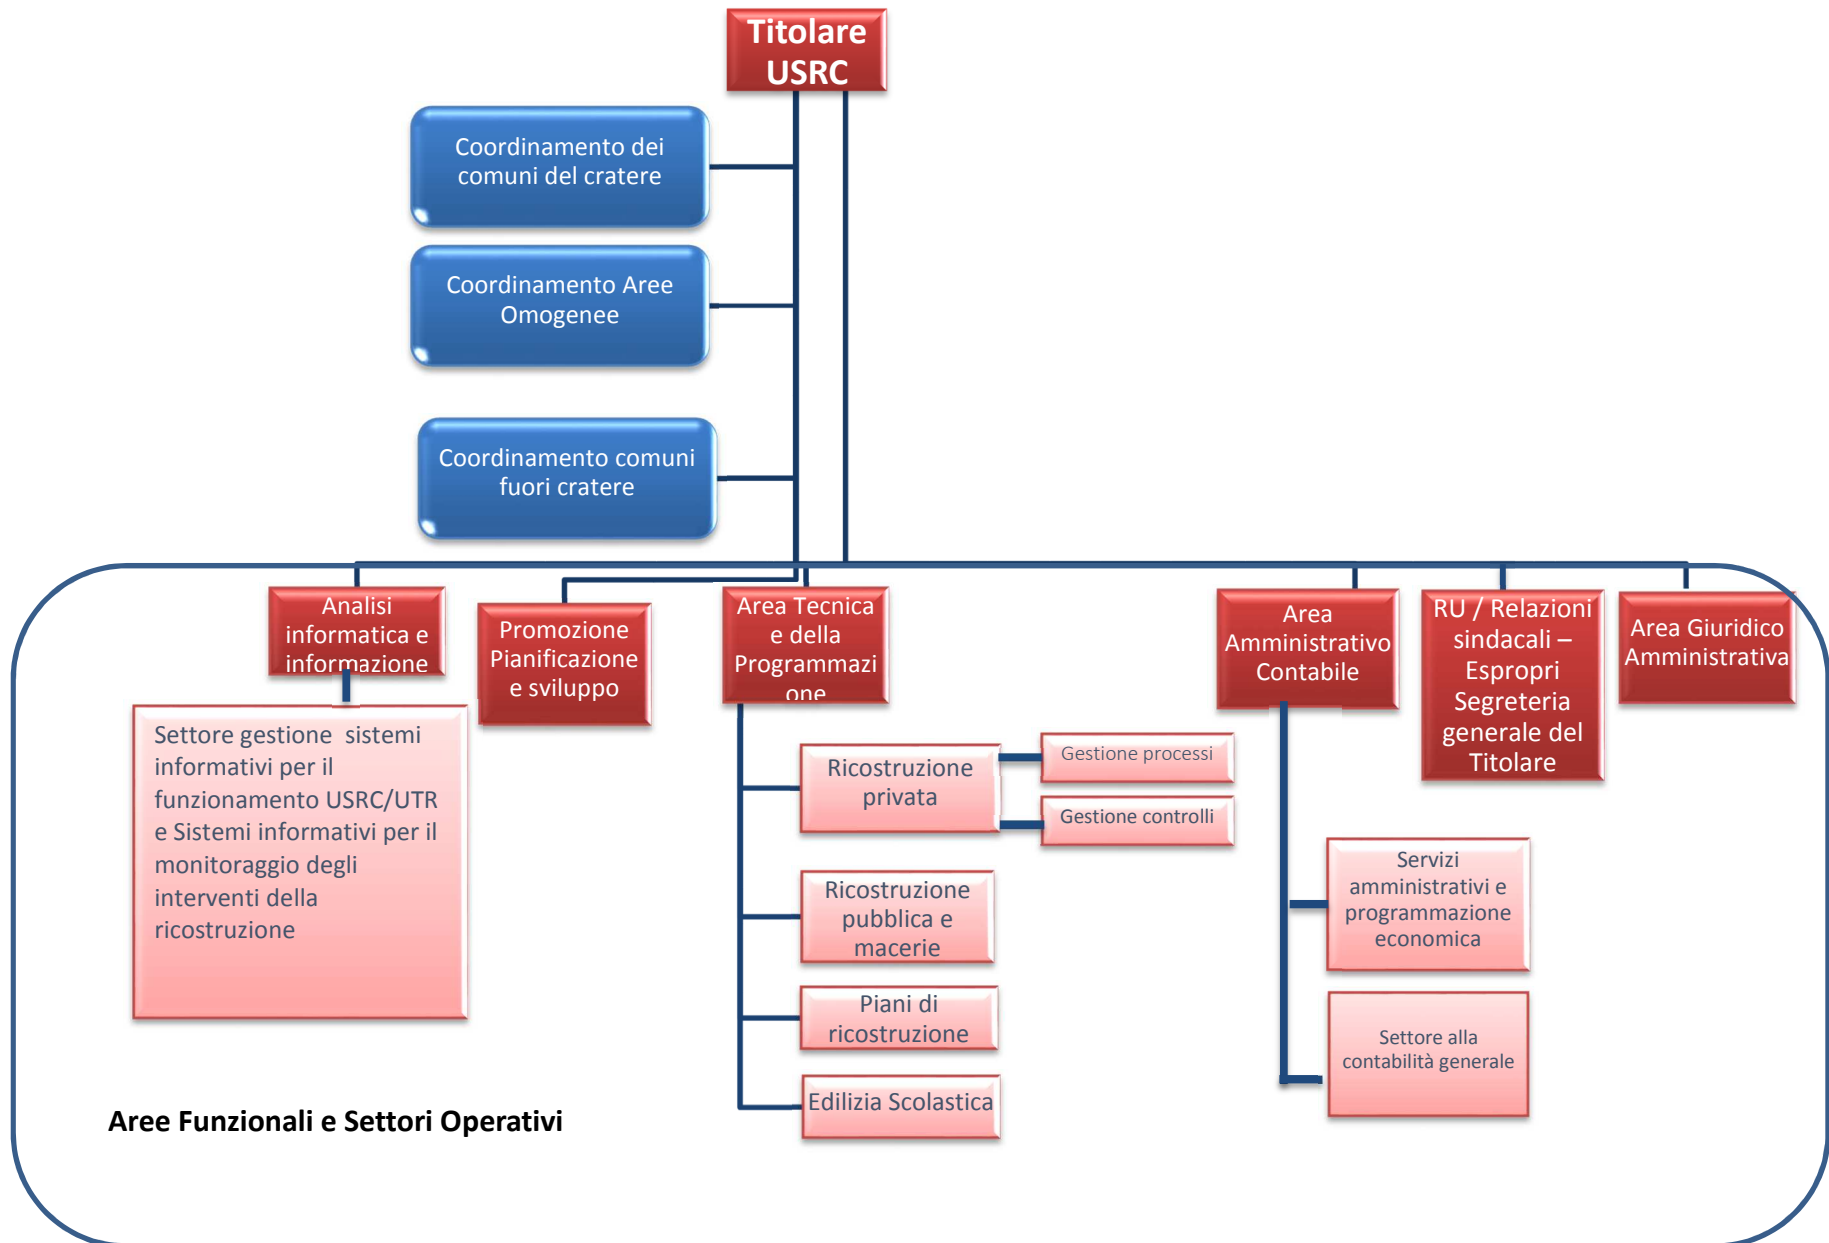 Titolare
USRC
Coordinamento dei
comuni del cratere
Coordinamento Aree
Omogenee
Coordinamento comuni
fuori cratere
Analisi
informatica e
informazione
Promozione
Pianificazione
e sviluppo
Area Tecnica
e della
Programmazi
one
Area
Amministrativo
Contabile
RU / Relazioni
sindacali –
Espropri
Segreteria
generale del
Titolare
Area Giuridico
Amministrativa
Settore gestione  sistemi
informativi per il
funzionamento USRC/UTR
e Sistemi informativi per il
monitoraggio degli
interventi della
ricostruzione
Ricostruzione
privata
Gestione processi
Gestione controlli
Ricostruzione
pubblica e
macerie
Piani di
ricostruzione
Edilizia Scolastica
Servizi
amministrativi e
programmazione
economica
Settore alla
contabilità generale
Aree Funzionali e Settori Operativi